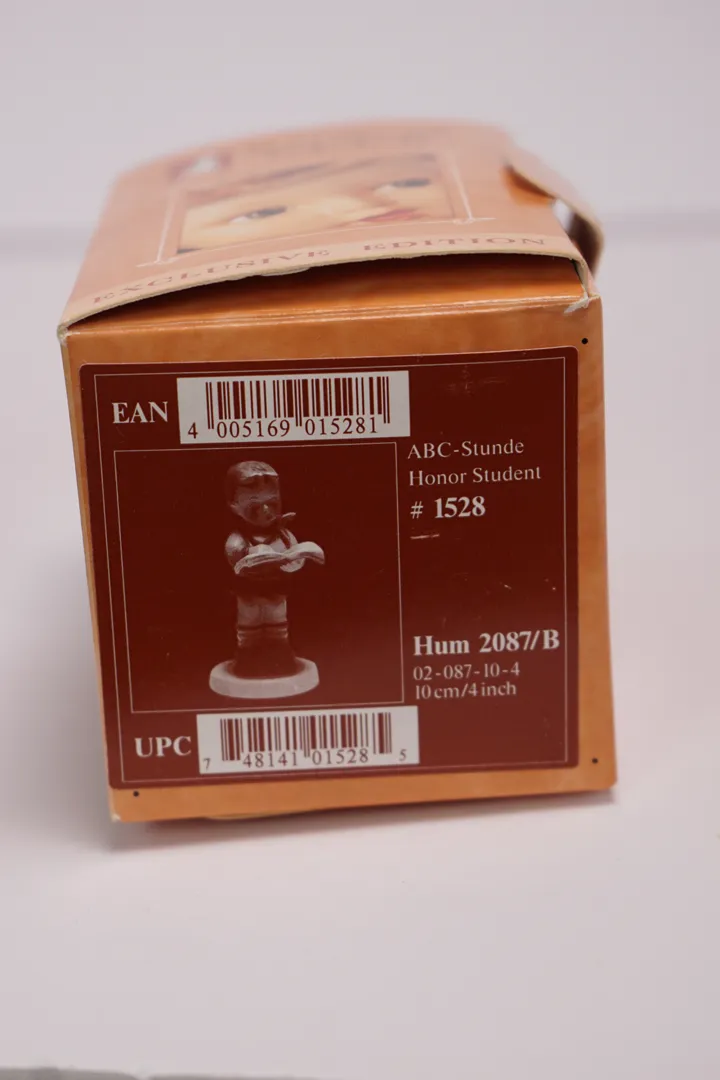 EXCLUSIVE EDITION
EAN
4 005169 015281
ABC-Stunde
Honor Student
# 1528
Hum 2087/B
02-087-10-4
10 cm/4 inch
UPC
7 48141 01528 5